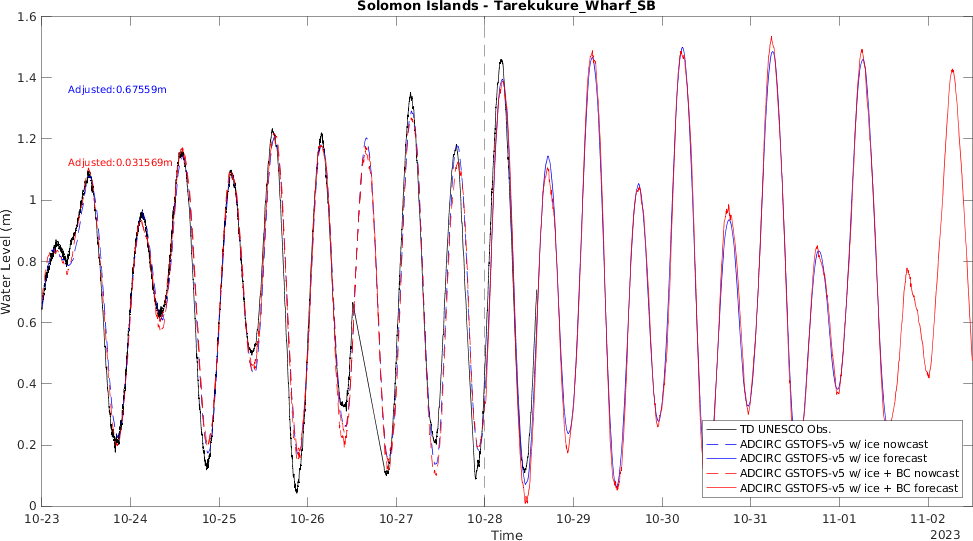 Solomon Islands - Tarekukure_Wharf_SB
1.6
1.4
1.2
1
0.8
0.6
0.4
0.2
0
Water Level (m)
Adjusted:0.67559m
Adjusted:0.031569m
TD UNESCO Obs.
ADCIRC GSTOFS-v5 w/ ice nowcast
ADCIRC GSTOFS-v5 w/ ice forecast
ADCIRC GSTOFS-v5 w/ ice + BC nowcast
ADCIRC GSTOFS-v5 w/ ice + BC forecast
10-23 10-24 10-25 10-26 10-27 10-28 10-29 10-30 10-31 11-01 11-02
Time
2023